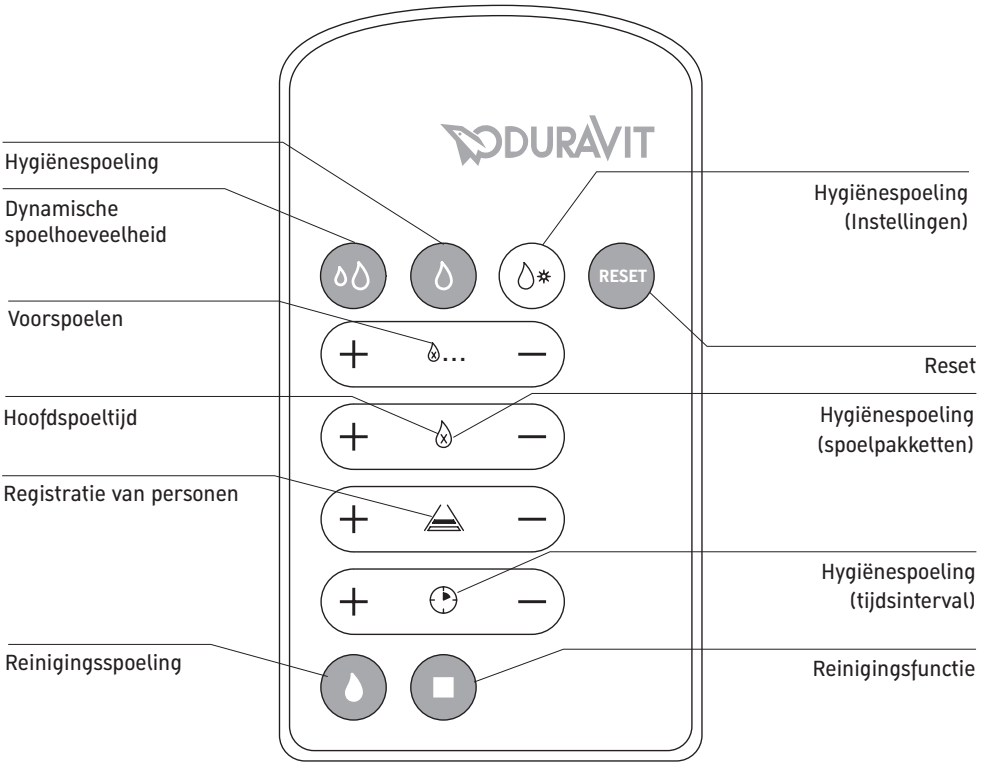 DURAVIT
Hygiënespoeling
Dynamische
spoelhoeveelheid
Hygiënespoeling
(Instellingen)
RESET
Voorspoelen
+ x... −
Reset
Hoofdspoeltijd
+ x −
Hygiënespoeling
(spoelpakketten)
Registratie van personen
+ −
Hygiënespoeling
(tijdsinterval)
+ −
Reinigingsspoeling
Reinigingsfunctie